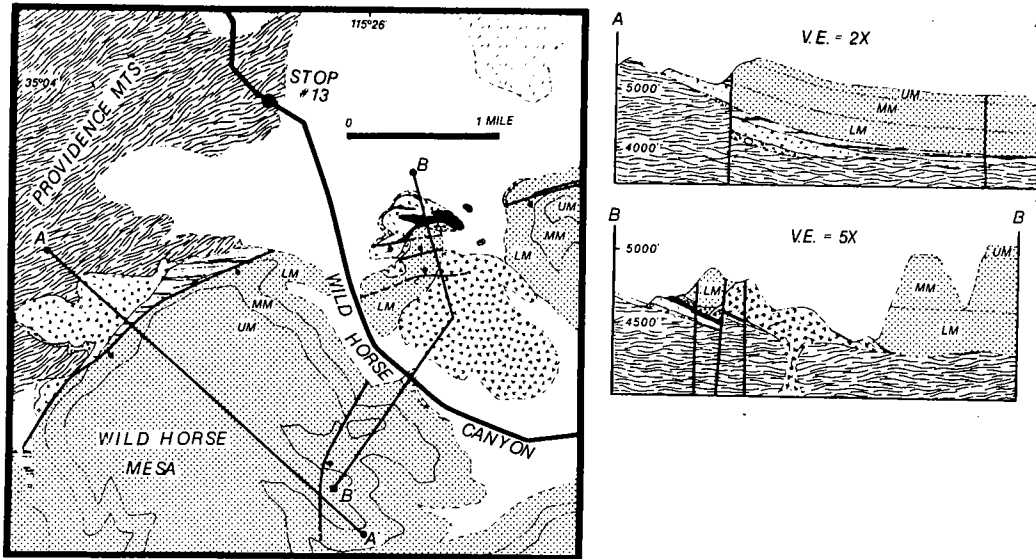 115°26'
35°04'
PROVIDENCE MTS.
STOP
#13
0 1 MILE
B
A
UM
MM
LM
LM
MM
UM
LM
WILD HORSE
CANYON
WILD HORSE
MESA
B
A
A
V.E. = 2X
5000'
4000'
UM
MM
LM
B B'
V.E. = 5X
5000'
4500'
LM
MM
LM
UM